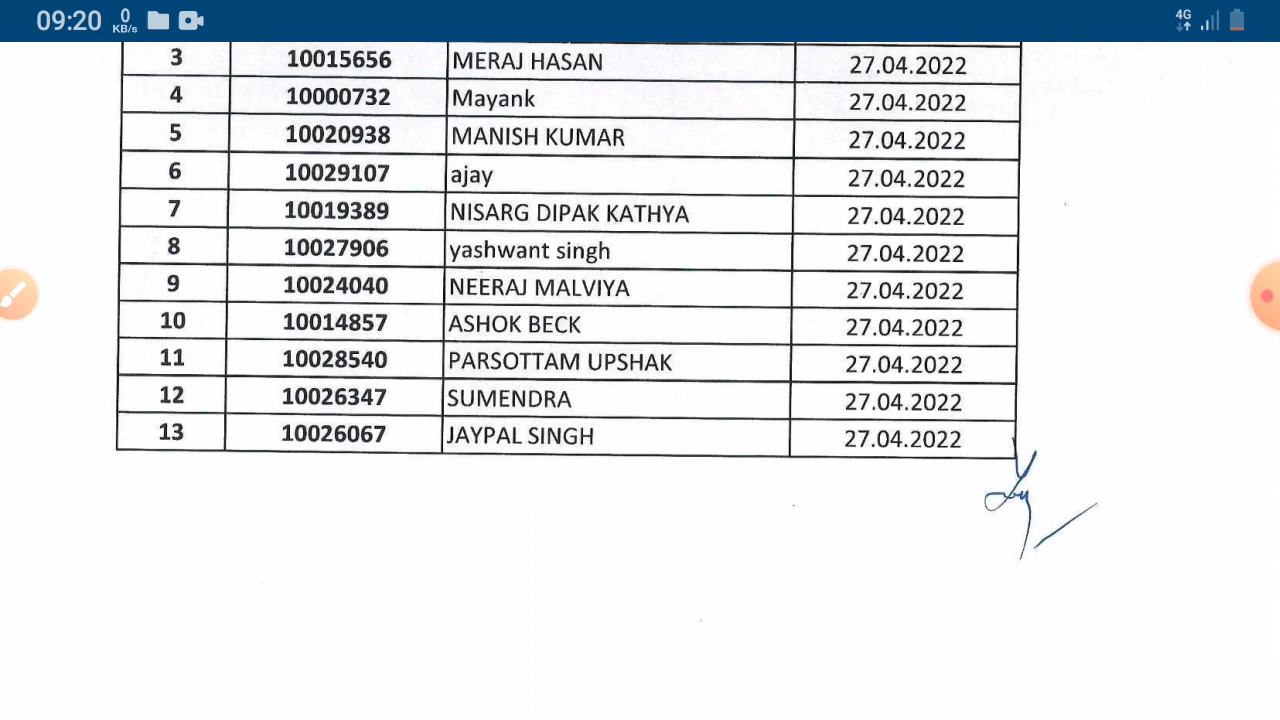 09:20 0 KB/s 4G
3 10015656 MERAJ HASAN 27.04.2022
4 10000732 Mayank 27.04.2022
5 10020938 MANISH KUMAR 27.04.2022
6 10029107 ajay 27.04.2022
7 10019389 NISARG DIPAK KATHYA 27.04.2022
8 10027906 yashwant singh 27.04.2022
9 10024040 NEERAJ MALVIYA 27.04.2022
10 10014857 ASHOK BECK 27.04.2022
11 10028540 PARSOTTAM UPSHAK 27.04.2022
12 10026347 SUMENDRA 27.04.2022
13 10026067 JAYPAL SINGH 27.04.2022